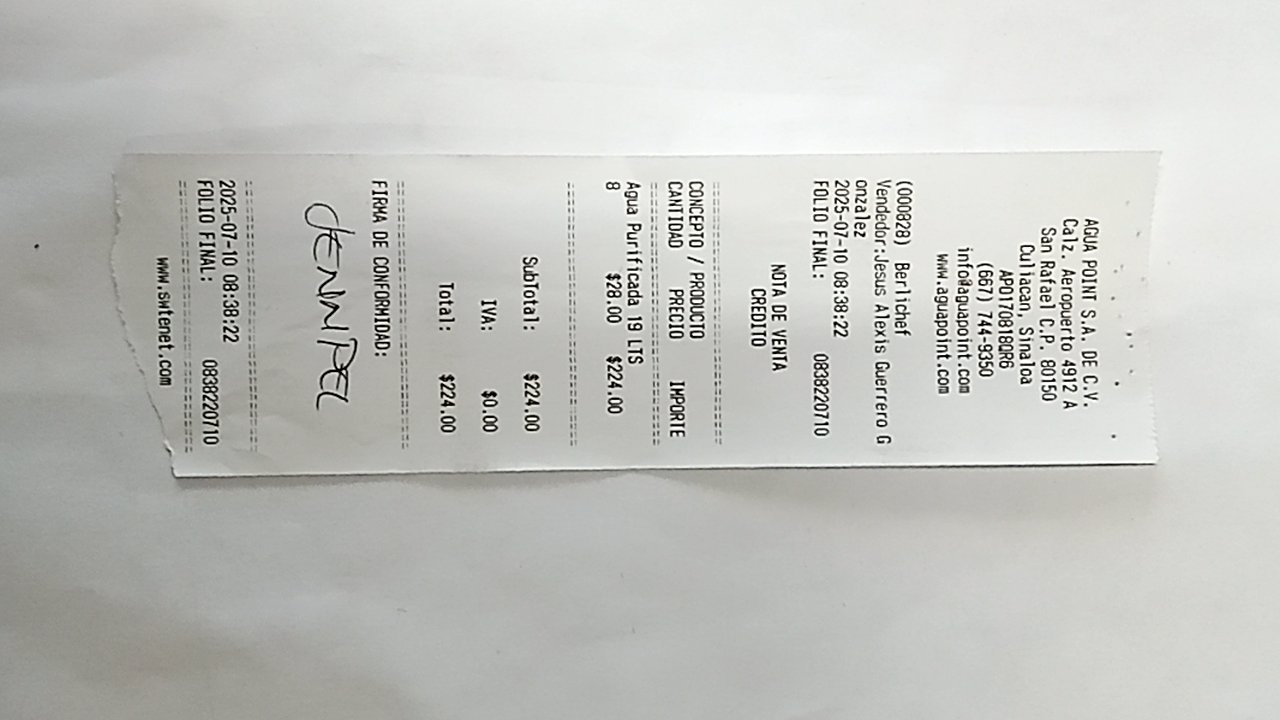 AGUA POINT S.A. DE C.V.
Calz. Aeropuerto 4912 A
San Rafael C.P. 80150
Culiacan, Sinaloa
APO170818QR6
(667) 744-9350
info@aguapoint.com
www.aguapoint.com
(000828) Berlichef
Vendedor:Jesus Alexis Guerrero G
onzalez
2025-07-10 08:38:22
FOLIO FINAL: 0838220710
NOTA DE VENTA
CREDITO
CONCEPTO / PRODUCTO
CANTIDAD PRECIO IMPORTE
Agua Purificada 19 LTS
8 $28.00 $224.00
SubTotal: $224.00
IVA: $0.00
Total: $224.00
FIRMA DE CONFORMIDAD:
2025-07-10 08:38:22
FOLIO FINAL: 0838220710
www.swtenet.com